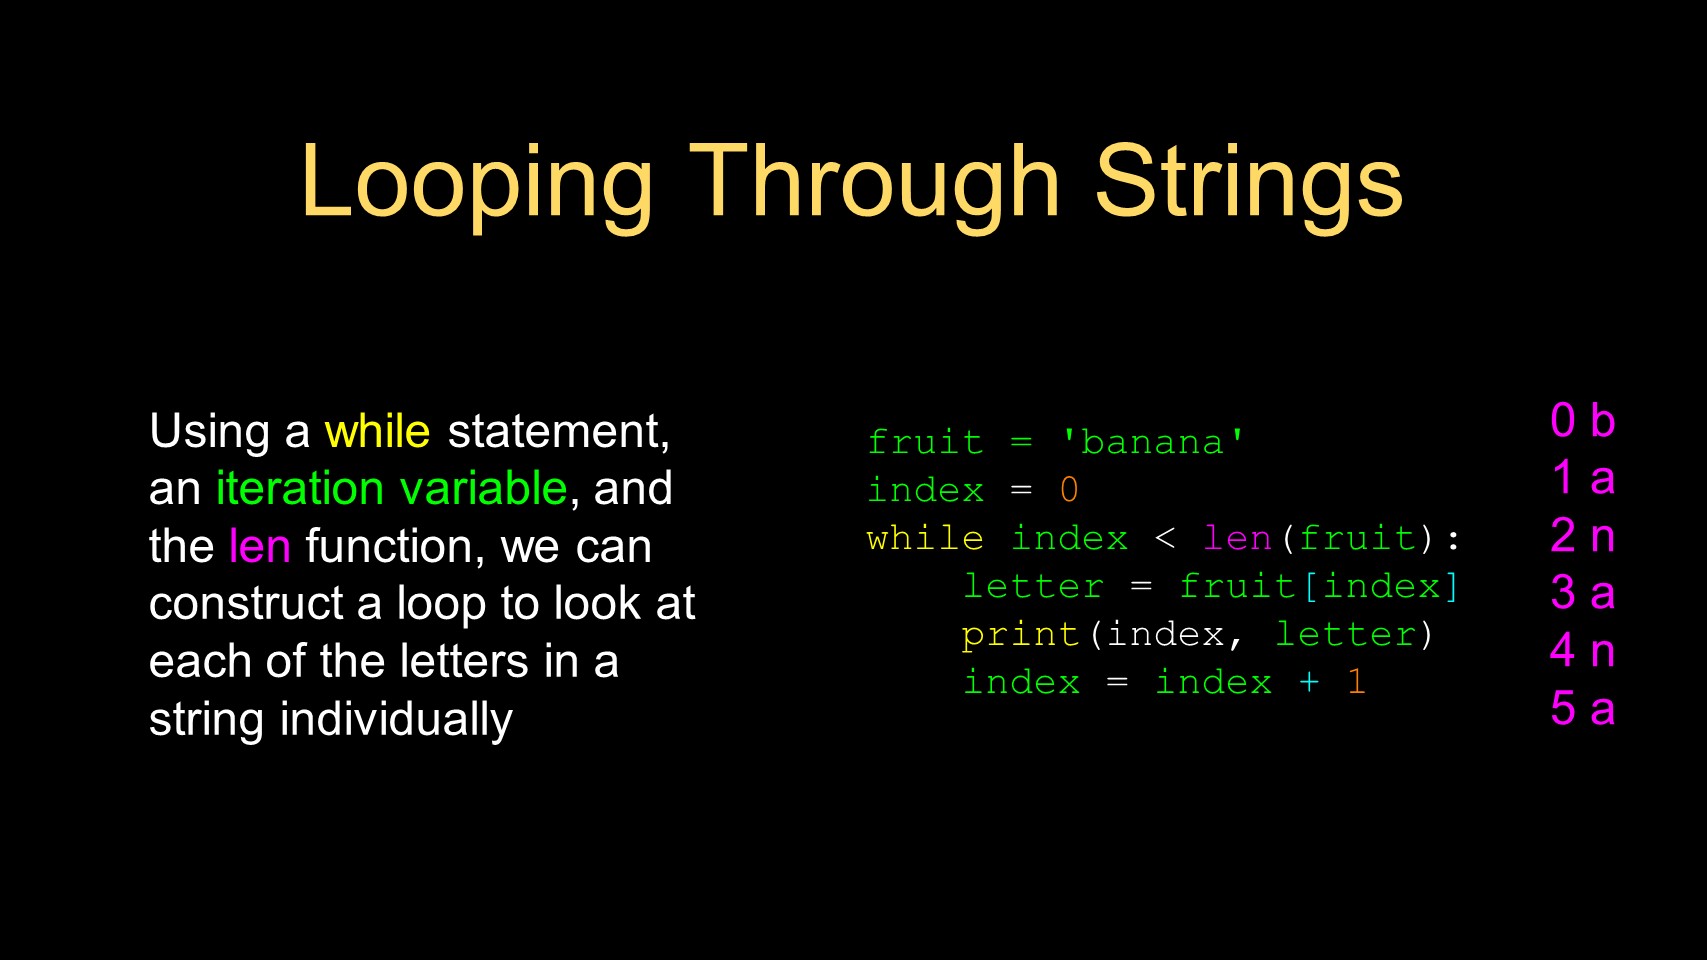 Looping Through Strings
Using a while statement,
an iteration variable, and
the len function, we can
construct a loop to look at
each of the letters in a
string individually
fruit = 'banana'
index = 0
while index < len(fruit):
    letter = fruit[index]
    print(index, letter)
    index = index + 1
0 b
1 a
2 n
3 a
4 n
5 a